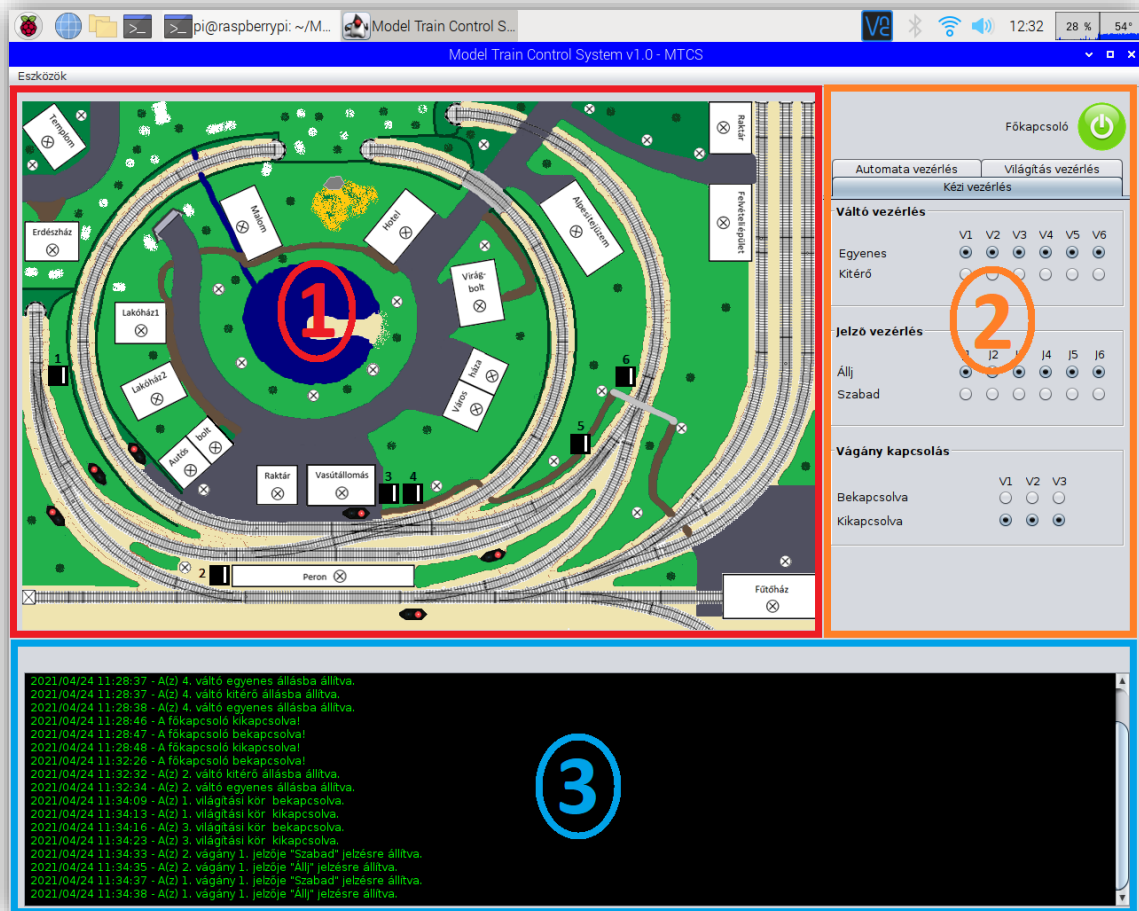 pi@raspberrypi: ~/M...
Model Train Control S...
12:32
28 %
54°
Model Train Control System v1.0 - MTCS
Eszközök
Templom
Raktár
Felvételi épület
Erdészház
Malom
Hotel
Alpesitejüzem
Virág-
bolt
Lakóház1
Lakóház2
Autós
bolt
Város
háza
Raktár
Vasútállomás
Peron
Fűtőház
1
2
3
4
5
6
1
Főkapcsoló
Automata vezérlés
Világítás vezérlés
Kézi vezérlés
Váltó vezérlés
V1 V2 V3 V4 V5 V6
Egyenes
Kitérő
2
Jelző vezérlés
J2 J4 J5 J6
Állj
Szabad
Vágány kapcsolás
V1 V2 V3
Bekapcsolva
Kikapcsolva
2021/04/24 11:28:37 - A(z) 4. váltó egyenes állásba állítva.
2021/04/24 11:28:37 - A(z) 4. váltó kitérő állásba állítva.
2021/04/24 11:28:38 - A(z) 4. váltó egyenes állásba állítva.
2021/04/24 11:28:46 - A főkapcsoló kikapcsolva!
2021/04/24 11:28:47 - A főkapcsoló bekapcsolva!
2021/04/24 11:28:48 - A főkapcsoló kikapcsolva!
2021/04/24 11:32:26 - A főkapcsoló bekapcsolva!
2021/04/24 11:32:32 - A(z) 2. váltó kitérő állásba állítva.
2021/04/24 11:32:34 - A(z) 2. váltó egyenes állásba állítva.
2021/04/24 11:34:09 - A(z) 1. világítási kör  bekapcsolva.
2021/04/24 11:34:13 - A(z) 1. világítási kör  kikapcsolva.
2021/04/24 11:34:16 - A(z) 3. világítási kör  bekapcsolva.
2021/04/24 11:34:23 - A(z) 3. világítási kör  kikapcsolva.
2021/04/24 11:34:33 - A(z) 2. vágány 1. jelzője "Szabad" jelzésre állítva.
2021/04/24 11:34:35 - A(z) 2. vágány 1. jelzője "Állj" jelzésre állítva.
2021/04/24 11:34:37 - A(z) 1. vágány 1. jelzője "Szabad" jelzésre állítva.
2021/04/24 11:34:38 - A(z) 1. vágány 1. jelzője "Állj" jelzésre állítva.
3